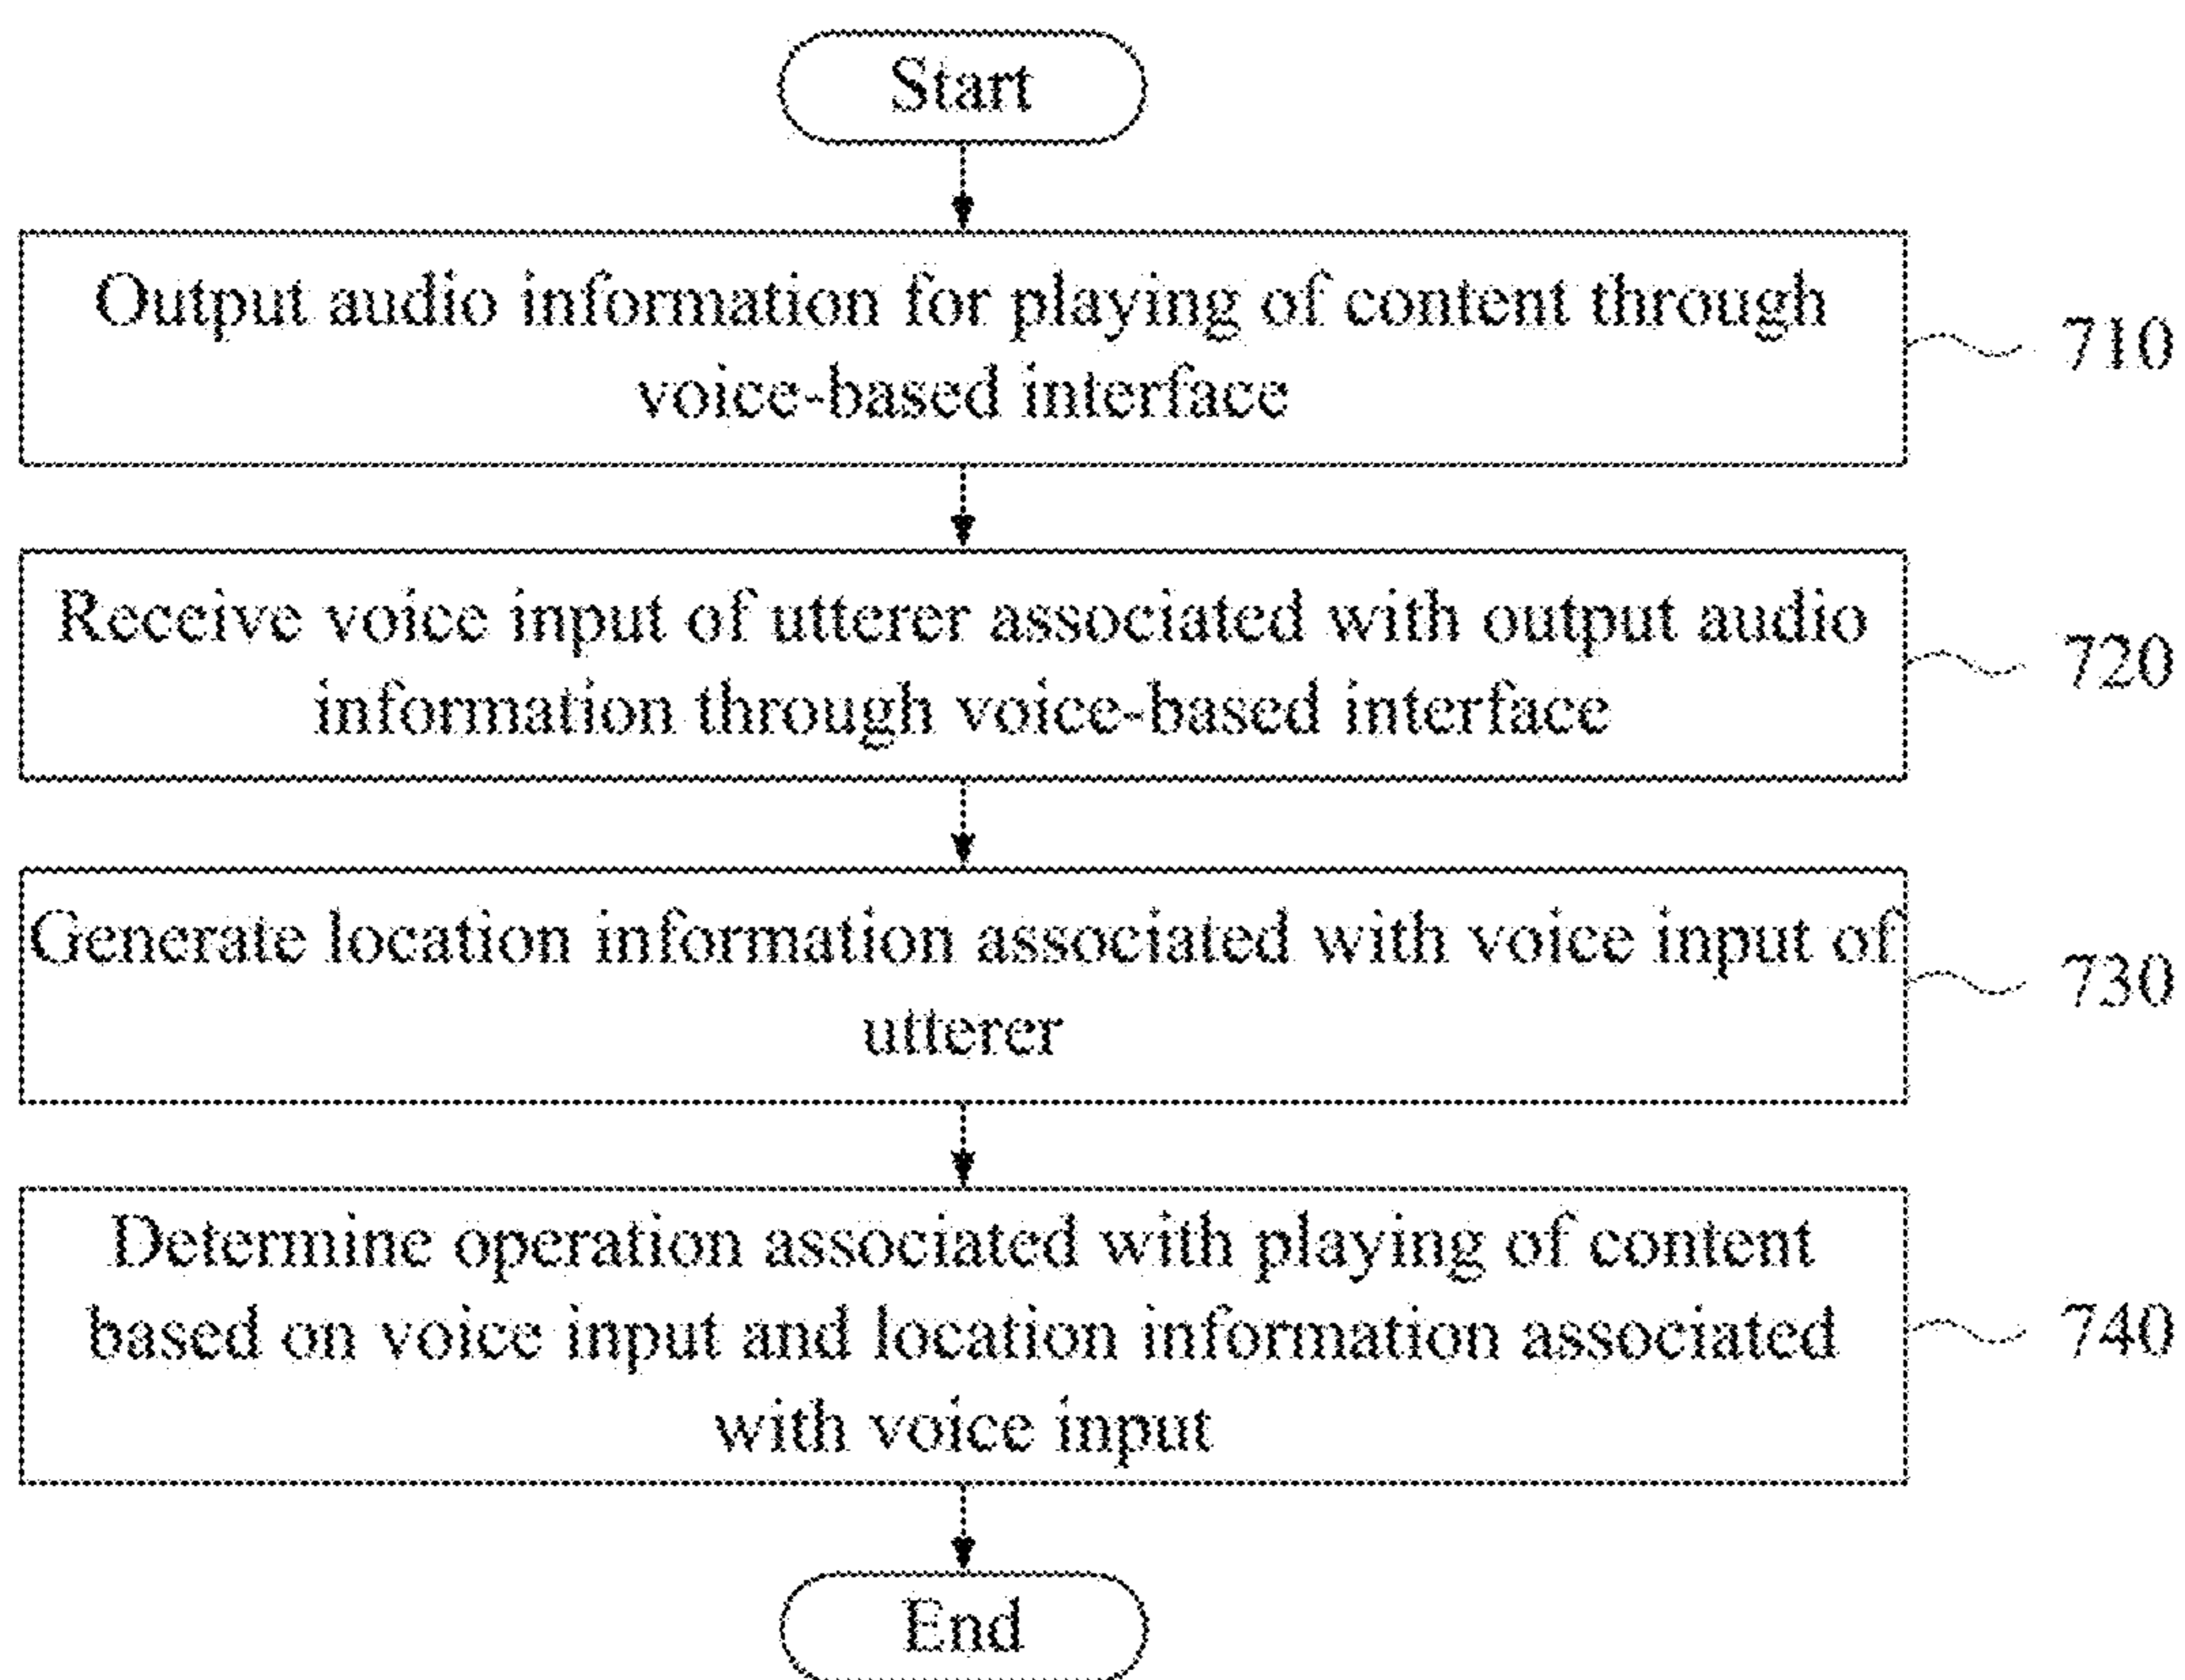 Start
Output audio information for playing of content through
voice-based interface
710
Receive voice input of utterer associated with output audio
information through voice-based interface
720
Generate location information associated with voice input of
utterer
730
Determine operation associated with playing of content
based on voice input and location information associated
with voice input
740
End